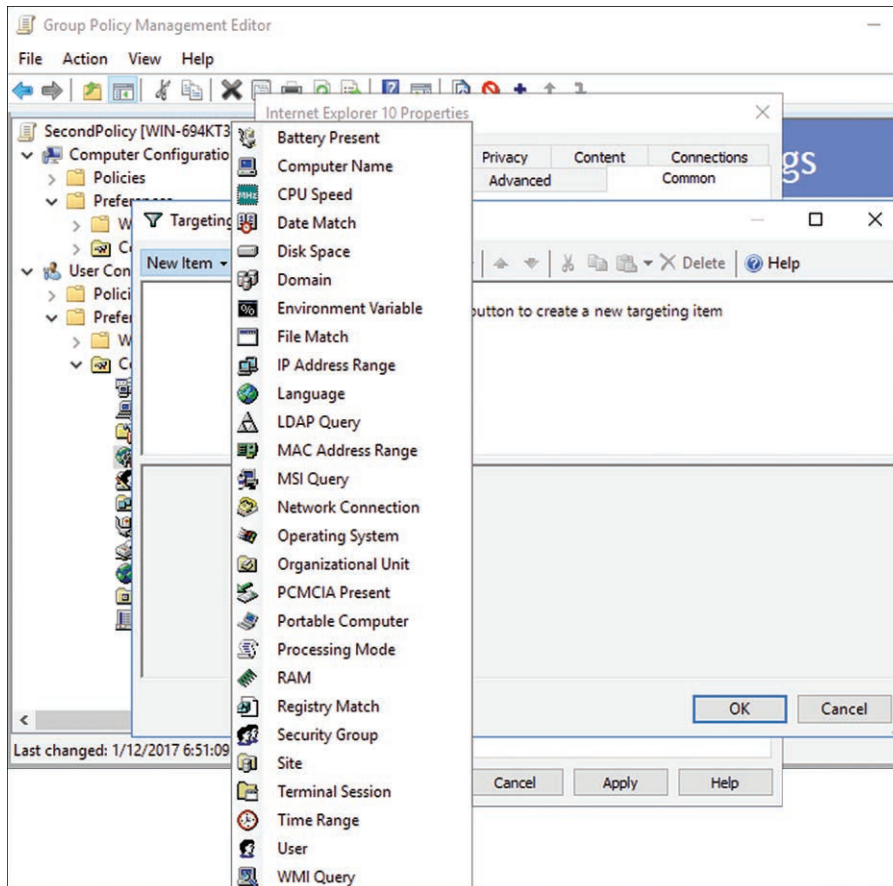 Group Policy Management Editor
File Action View Help
Internet Explorer 10 Properties
SecondPolicy [WIN-694KT3
Computer Configuratio
Policies
Preferences
W
C
User Con
Polici
Prefer
W
C
Privacy Content Connections
Advanced Common
gs
Targeting
New Item
Delete Help
button to create a new targeting item
Battery Present
Computer Name
CPU Speed
Date Match
Disk Space
Domain
Environment Variable
File Match
IP Address Range
Language
LDAP Query
MAC Address Range
MSI Query
Network Connection
Operating System
Organizational Unit
PCMCIA Present
Portable Computer
Processing Mode
RAM
Registry Match
Security Group
Site
Terminal Session
Time Range
User
WMI Query
OK Cancel
Last changed: 1/12/2017 6:51:09
Cancel Apply Help